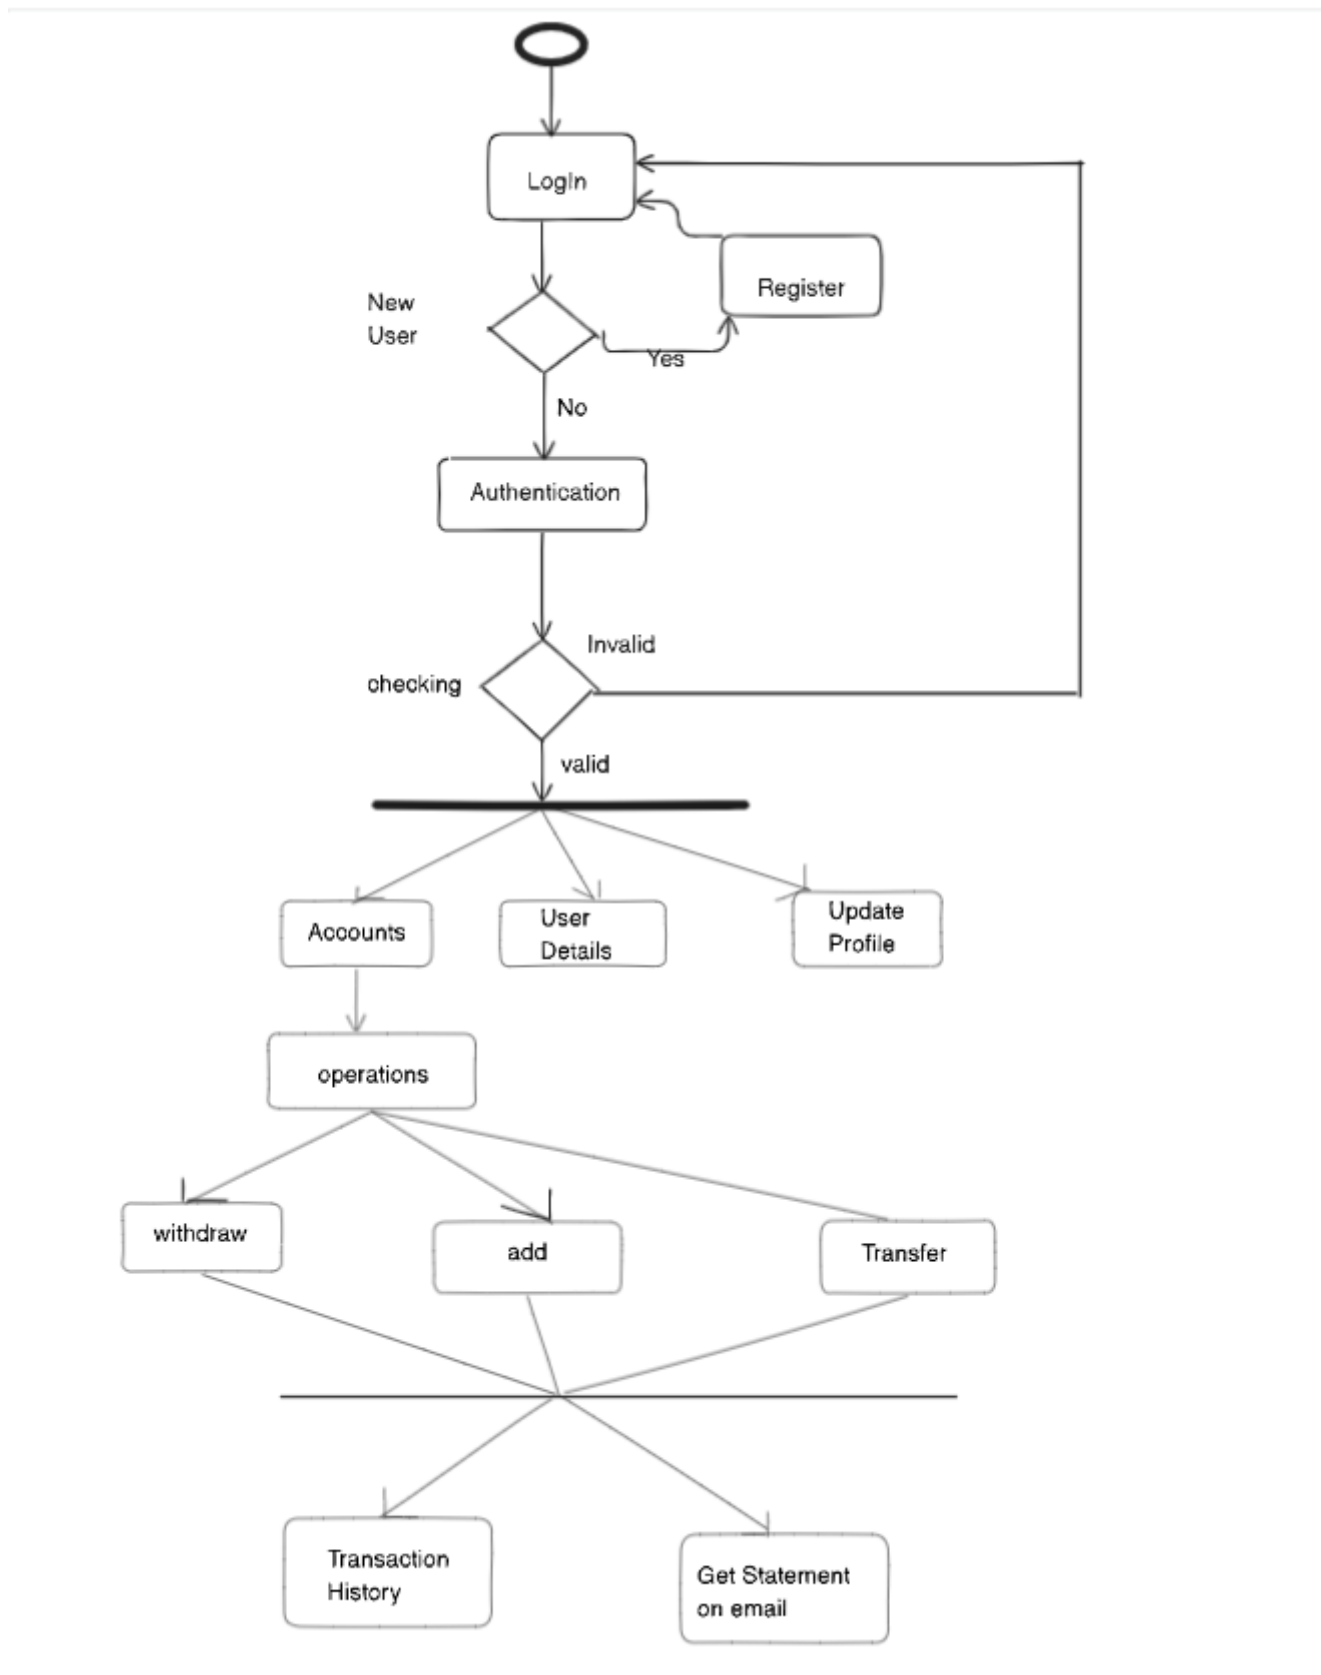 LogIn
Register
New
User
Yes
No
Authentication
Invalid
checking
valid
Accounts
User
Details
Update
Profile
operations
withdraw
add
Transfer
Transaction
History
Get Statement
on email